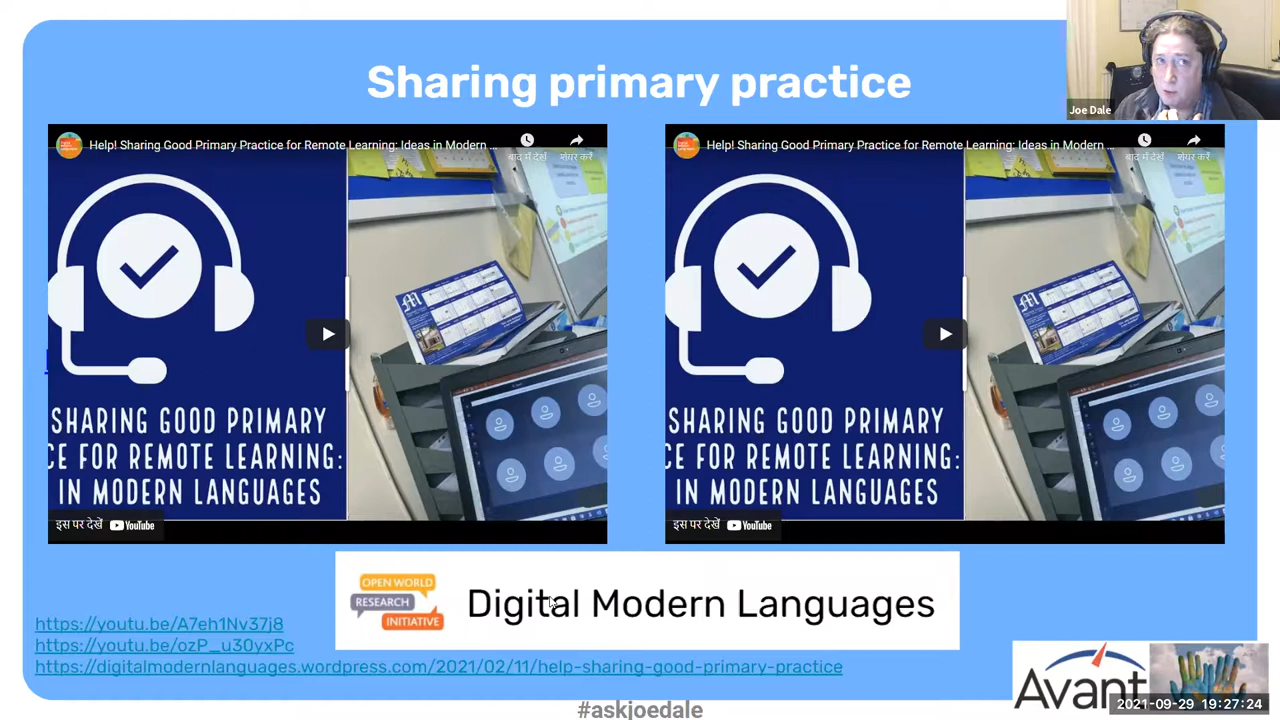 Sharing primary practice
Joe Dale
Help! Sharing Good Primary Practice for Remote Learning: Ideas in Modern ...
बाद में देखें
शेयर करें
SHARING GOOD PRIMARY
CE FOR REMOTE LEARNING:
IN MODERN LANGUAGES
इस पर देखें YouTube
Help! Sharing Good Primary Practice for Remote Learning: Ideas in Modern ...
बाद में देखें
शेयर करें
SHARING GOOD PRIMARY
CE FOR REMOTE LEARNING:
IN MODERN LANGUAGES
इस पर देखें YouTube
OPEN WORLD
RESEARCH
INITIATIVE
Digital Modern Languages
https://youtu.be/A7eh1Nv37j8
https://youtu.be/ozP_u30yxPc
https://digitalmodernlanguages.wordpress.com/2021/02/11/help-sharing-good-primary-practice
Avant
2021-09-29 19:27:24
#askjoedale